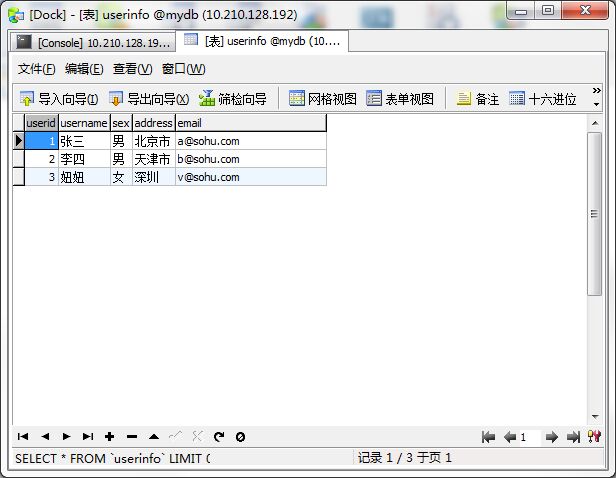 [Dock] - [表] userinfo @mydb (10.210.128.192)
[Console] 10.210.128.19... [表] userinfo @mydb (10....
文件(F) 编辑(E) 查看(V) 窗口(W)
导入向导(I) 导出向导(X) 筛检向导 网格视图 表单视图 备注 十六进位
userid username sex address email
1 张三 男 北京市 a@sohu.com
2 李四 男 天津市 b@sohu.com
3 妞妞 女 深圳 v@sohu.com
1
SELECT * FROM `userinfo` LIMIT 0 记录 1 / 3 于页 1